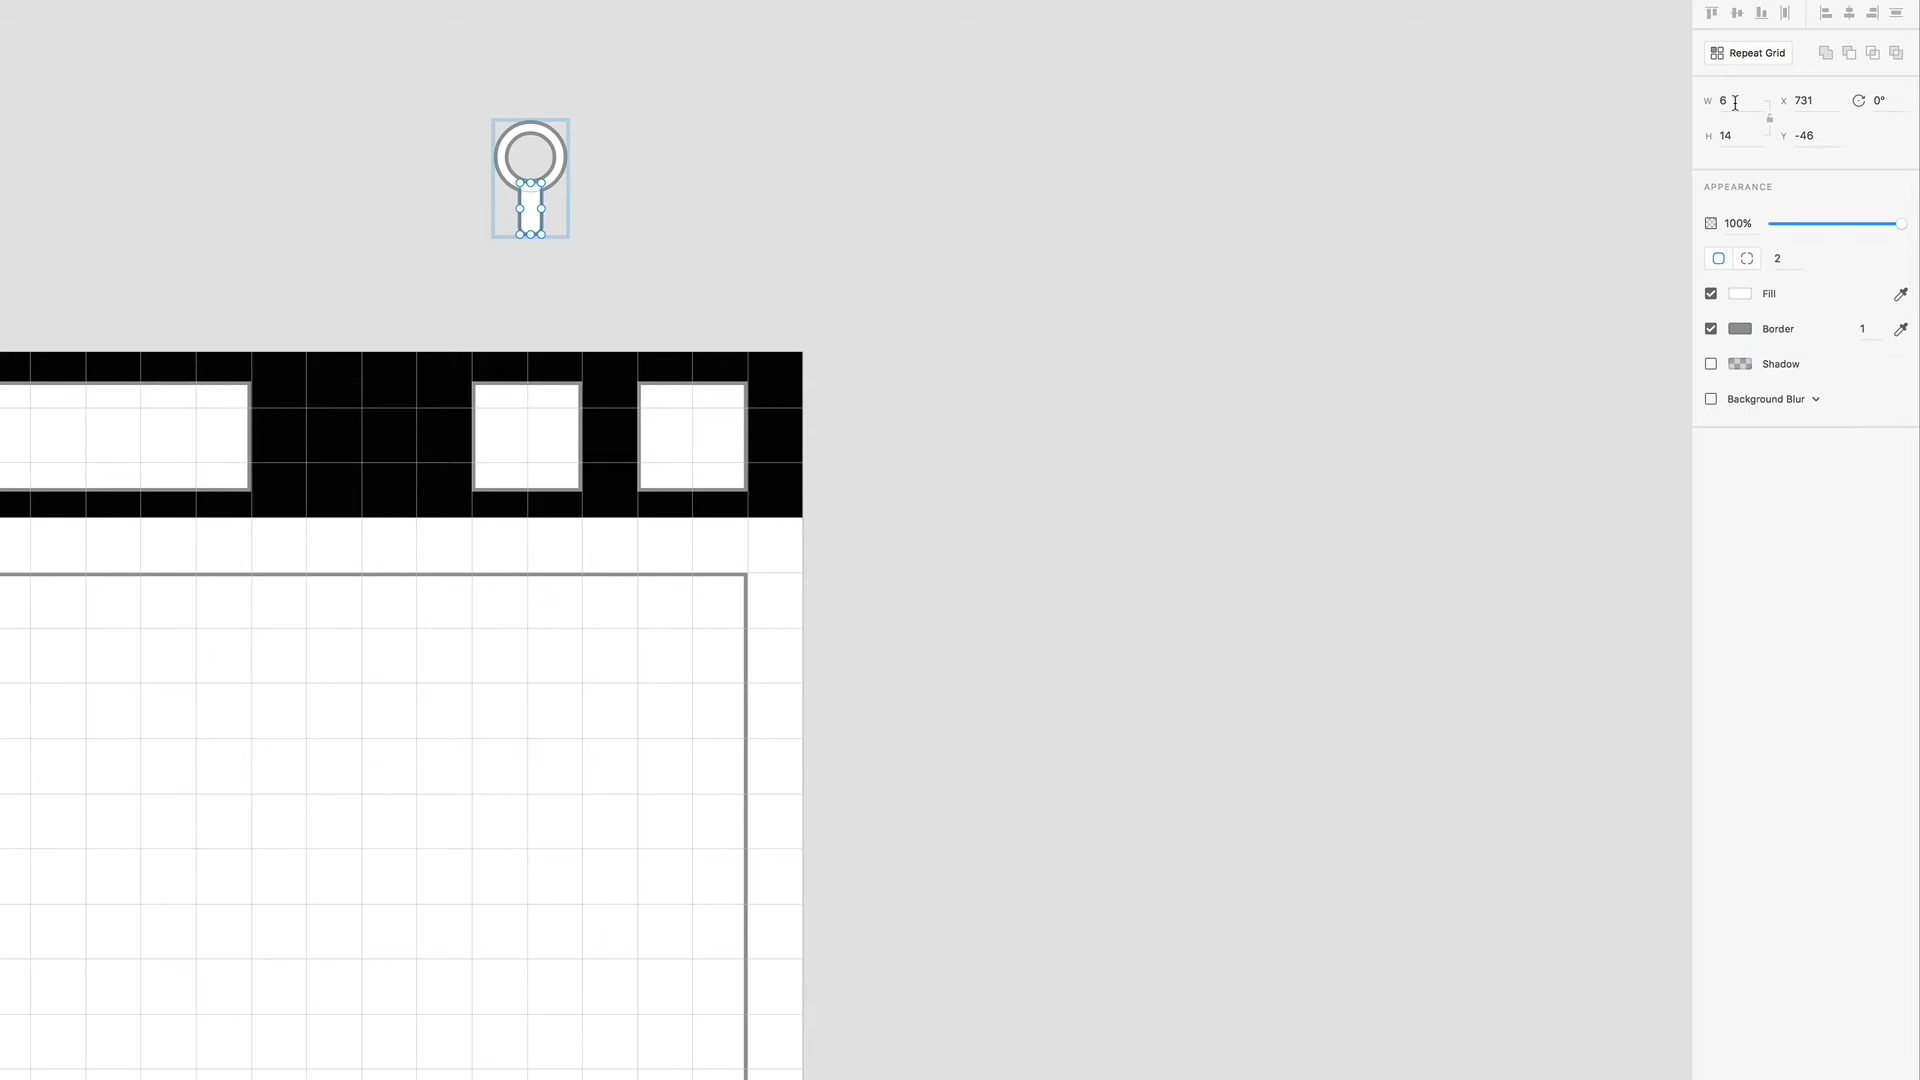 Repeat Grid
W 6 X 731 0°
H 14 Y -46
APPEARANCE
100%
2
Fill
Border 1
Shadow
Background Blur